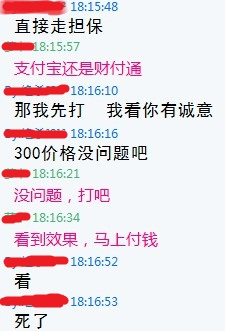 18:15:48
直接走担保
18:15:57
支付宝还是财付通
18:16:10
那我先打 我看你有诚意
18:16:16
300价格没问题吧
18:16:21
没问题，打吧
18:16:34
看到效果，马上付钱
18:16:52
看
18:16:53
死了